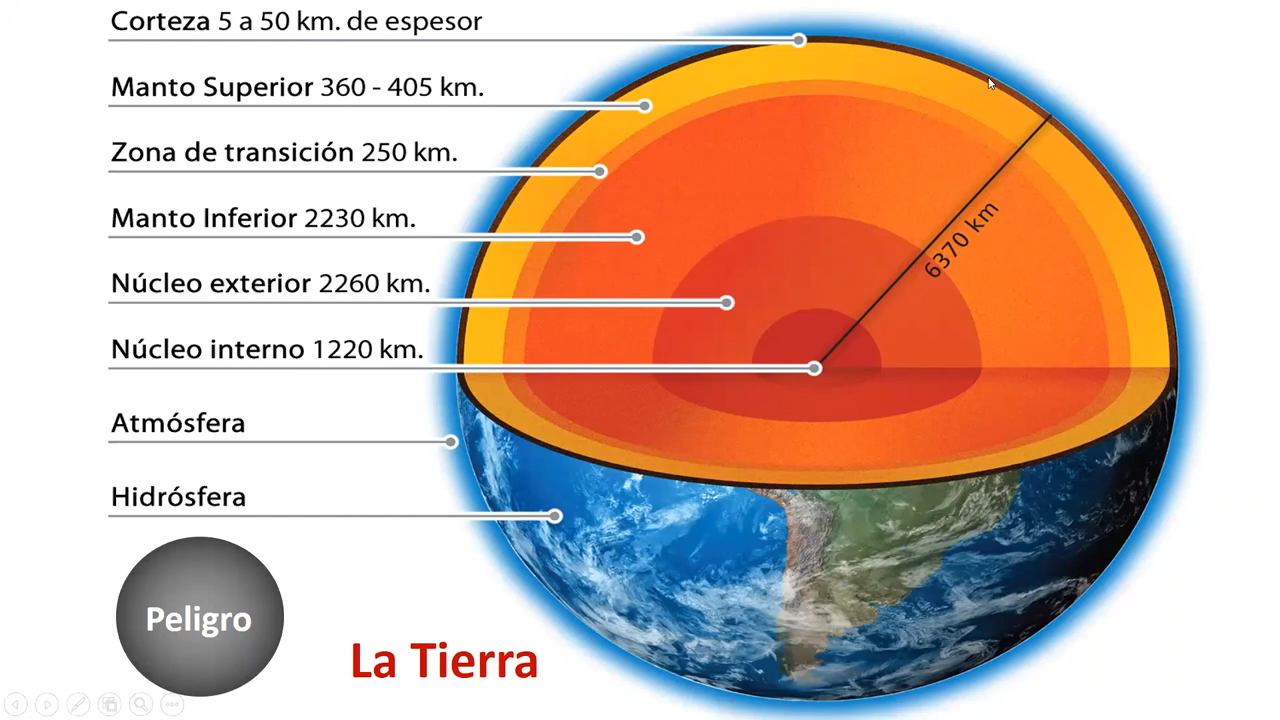 Corteza 5 a 50 km. de espesor
Manto Superior 360 - 405 km.
Zona de transición 250 km.
Manto Inferior 2230 km.
Núcleo exterior 2260 km.
Núcleo interno 1220 km.
Atmósfera
Hidrósfera
6370 km
Peligro
La Tierra